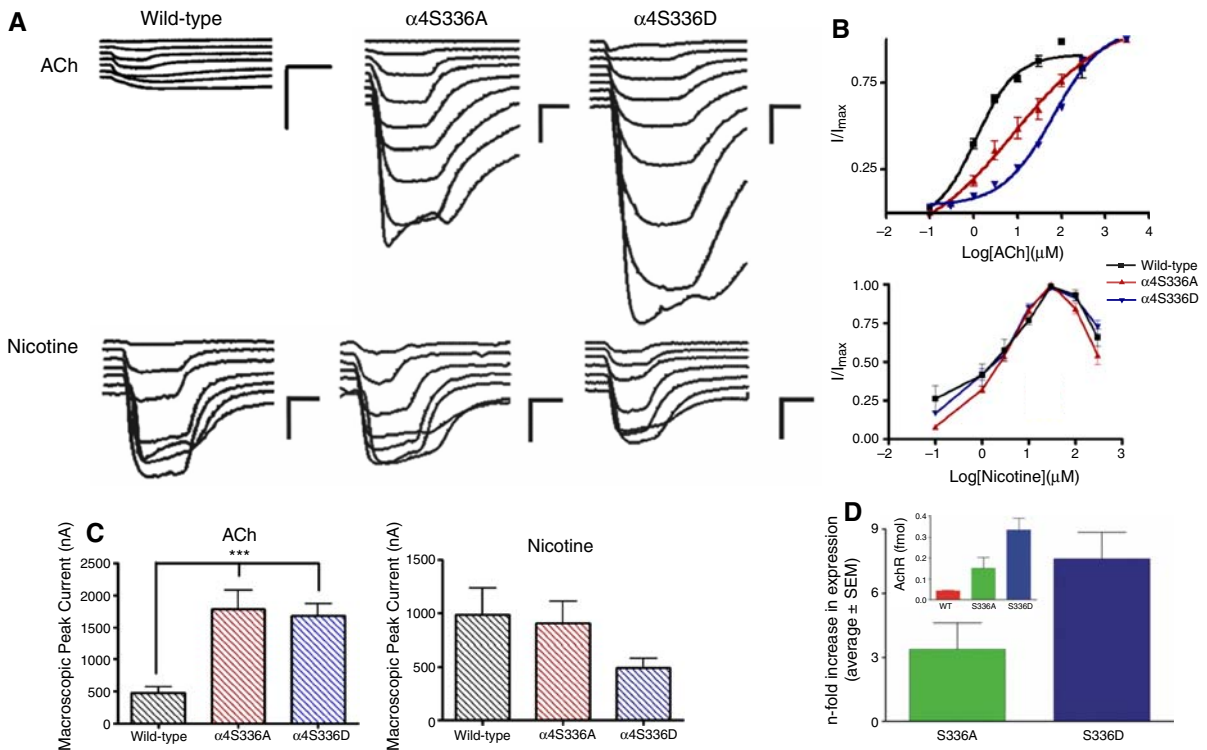 A
Wild-type
α4S336A
α4S336D
ACh
Nicotine
B
I/Imax
0.75
0.25
–2
–1
0
1
2
3
4
Log[ACh](μM)
Wild-type
α4S336A
α4S336D
I/Imax
1.00
0.75
0.50
0.25
0.00
–2
–1
0
1
2
3
Log[Nicotine](μM)
C
ACh
***
Macroscopic Peak Current (nA)
2500
2000
1500
1000
500
0
Wild-type
α4S336A
α4S336D
Nicotine
Macroscopic Peak Current (nA)
1500
1000
500
0
Wild-type
α4S336A
α4S336D
D
n-fold increase in expression
(average ± SEM)
9
6
3
0
S336A
S336D
AchR (fmol)
0.4
0.3
0.2
0.1
0.0
WT
S336A
S336D